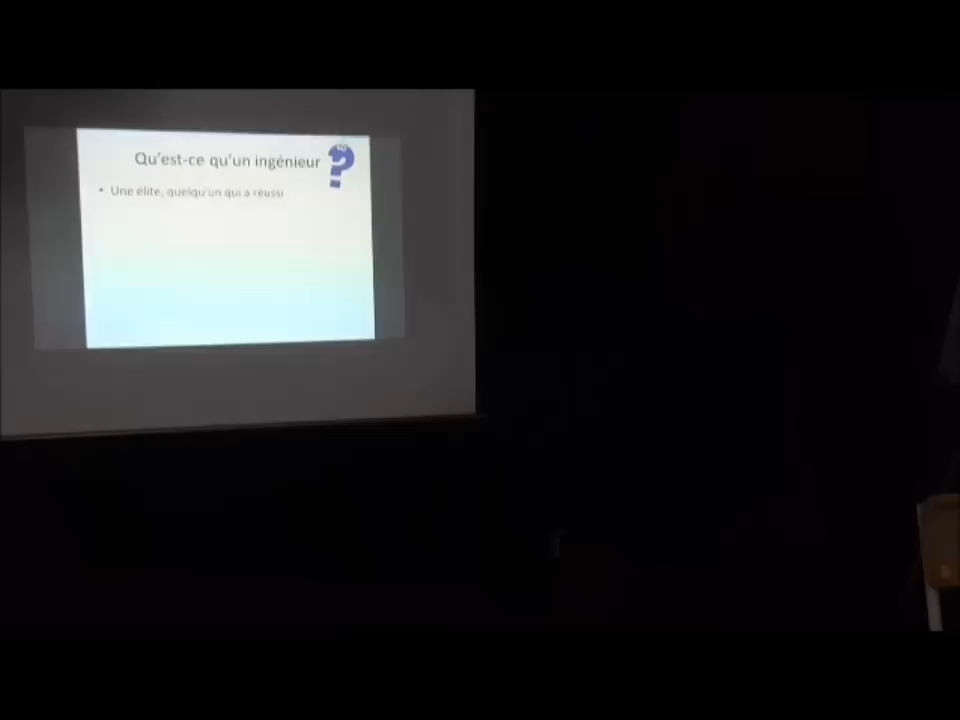 Qu'est-ce qu'un ingénieur ?
• Une élite, quelqu'un qui a réussi